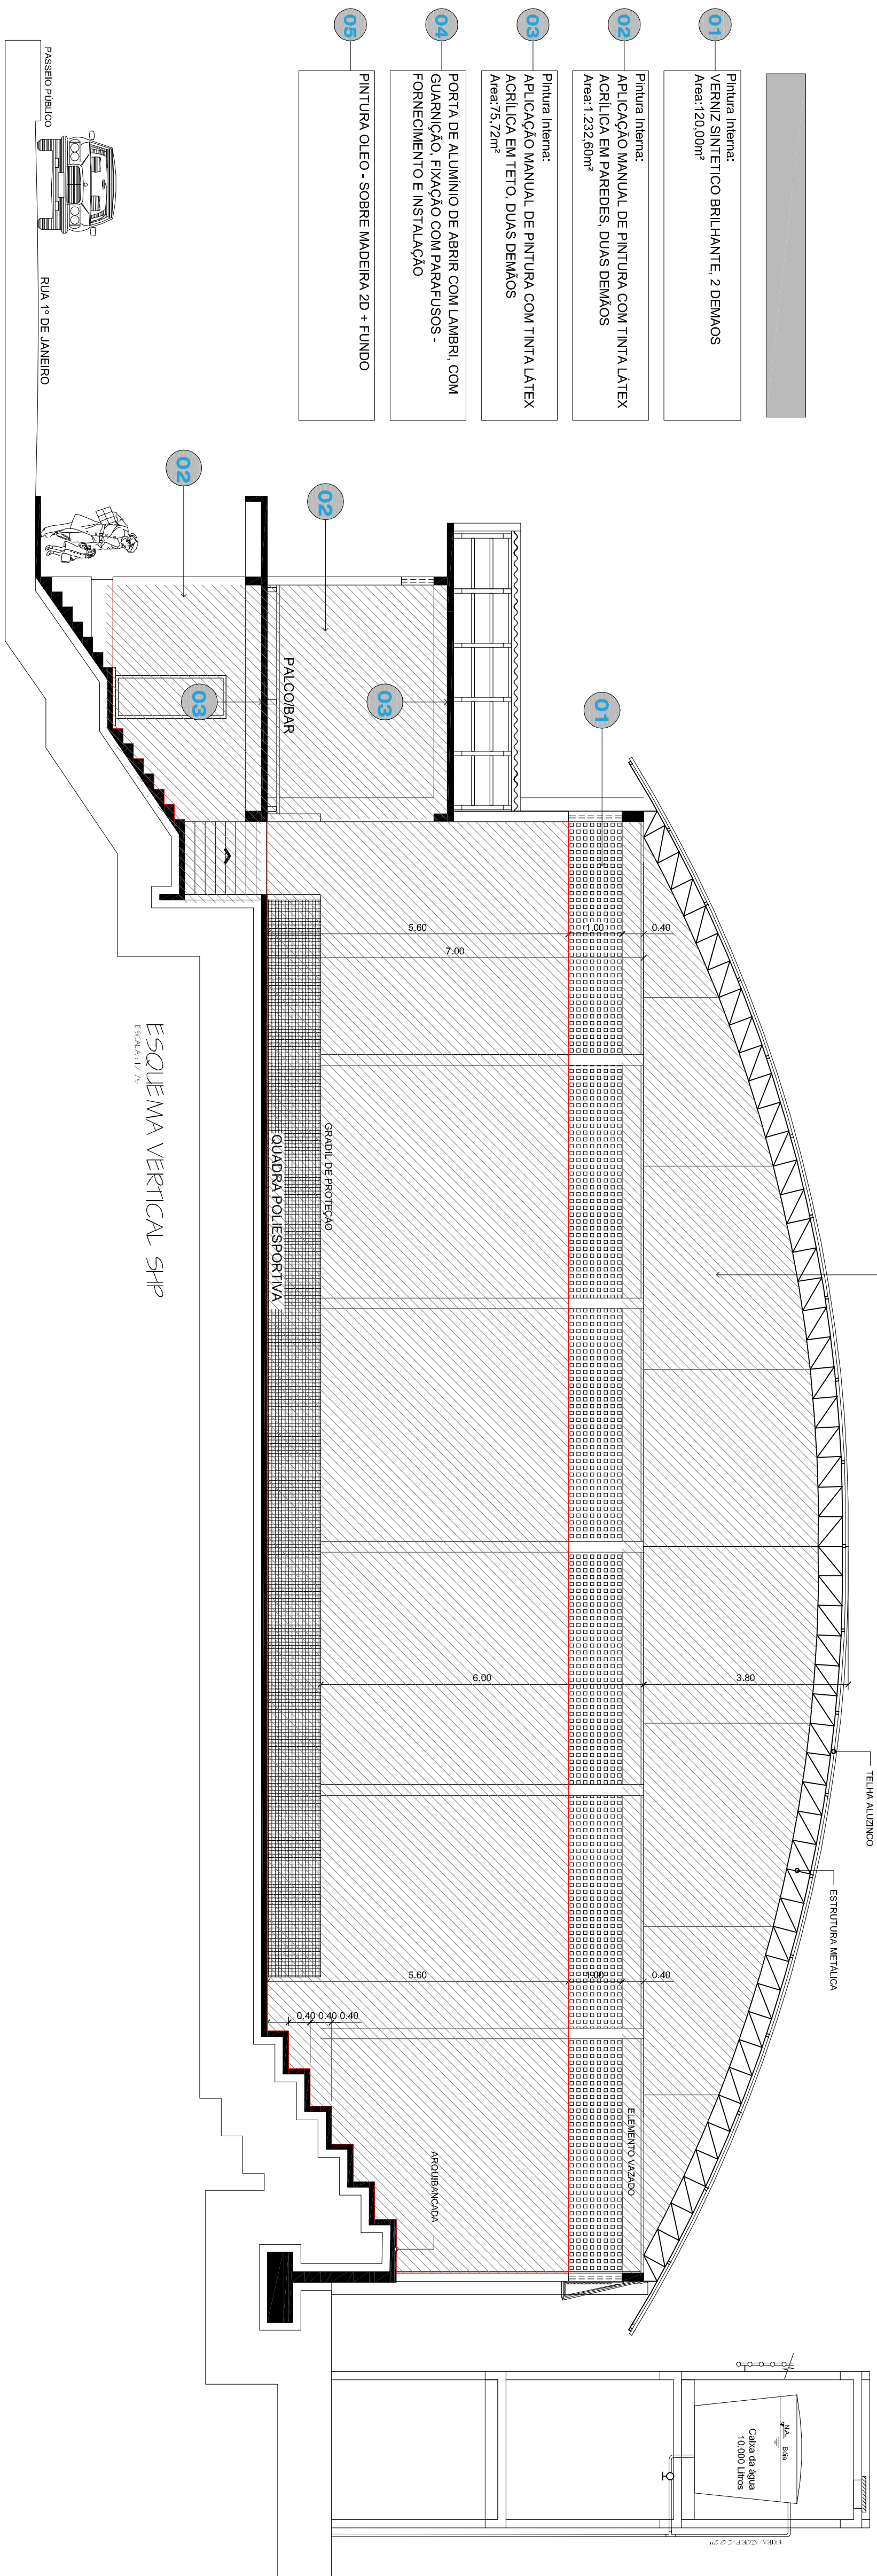 01
Pintura Interna:
VERNIZ SINTETICO BRILHANTE, 2 DEMAOS
Area:120,00m²
02
Pintura Interna:
APLICAÇÃO MANUAL DE PINTURA COM TINTA LÁTEX
ACRÍLICA EM PAREDES, DUAS DEMÃOS
Area:1.232,60m²
03
Pintura Interna:
APLICAÇÃO MANUAL DE PINTURA COM TINTA LÁTEX
ACRÍLICA EM TETO, DUAS DEMÃOS
Area:75,72m²
04
PORTA DE ALUMÍNIO DE ABRIR COM LAMBRI, COM
GUARNIÇÃO, FIXAÇÃO COM PARAFUSOS -
FORNECIMENTO E INSTALAÇÃO
05
PINTURA OLEO - SOBRE MADEIRA 2D + FUNDO
PASSEIO PÚBLICO
RUA 1º DE JANEIRO
02
02
03
03
01
PALCO/BAR
5.60
1.00
0.40
7.00
GRADIL DE PROTEÇÃO
QUADRA POLIESPORTIVA
6.00
3.80
TELHA ALUZINCO
ESTRUTURA METÁLICA
5.60
1.00
0.40
0.40 0.40 0.40
ELEMENTO VAZADO
ARQUIBANCADA
N.A.
Bóia
Caixa da água
10.000 Litros
ESQUEMA VERTICAL SHP
ESCALA : 1/ 75